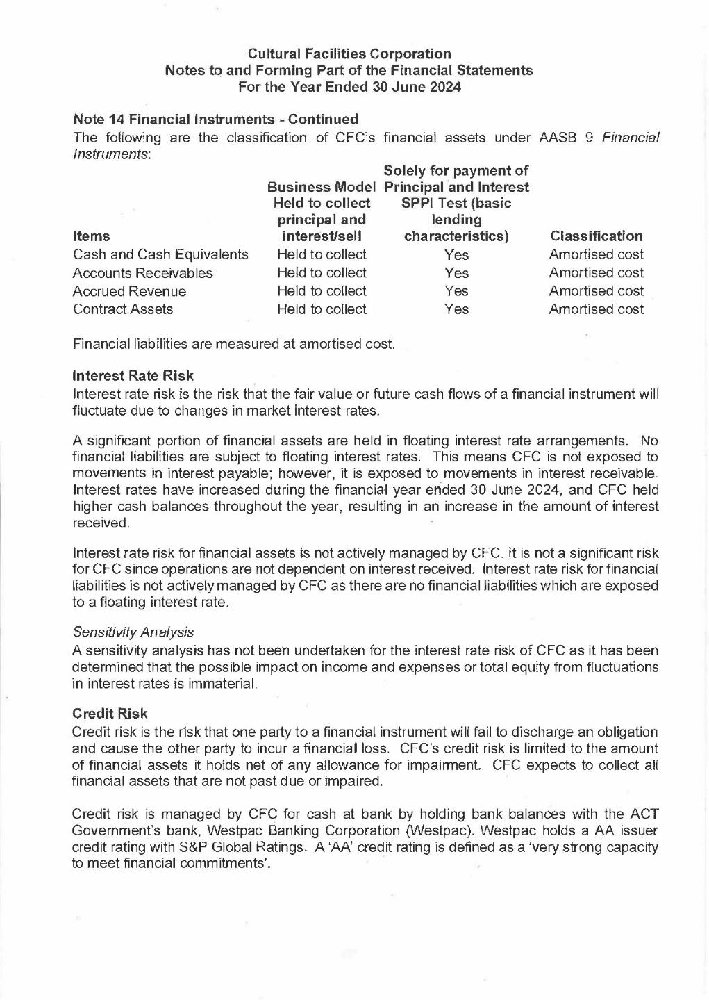 Cultural Facilities Corporation
Notes to and Forming Part of the Financial Statements
For the Year Ended 30 June 2024
Note 14 Financial Instruments - Continued
The following are the classification of CFC's financial assets under AASB 9 Financial
Instruments:
Solely for payment of
Business Model Principal and Interest
Held to collect SPPI Test (basic
principal and lending
Items interest/sell characteristics) Classification
Cash and Cash Equivalents Held to collect Yes Amortised cost
Accounts Receivables Held to collect Yes Amortised cost
Accrued Revenue Held to collect Yes Amortised cost
Contract Assets Held to collect Yes Amortised cost
Financial liabilities are measured at amortised cost.
Interest Rate Risk
Interest rate risk is the risk that the fair value or future cash flows of a financial instrument will
fluctuate due to changes in market interest rates.
A significant portion of financial assets are held in floating interest rate arrangements. No
financial liabilities are subject to floating interest rates. This means CFC is not exposed to
movements in interest payable; however, it is exposed to movements in interest receivable.
Interest rates have increased during the financial year ended 30 June 2024, and CFC held
higher cash balances throughout the year, resulting in an increase in the amount of interest
received.
Interest rate risk for financial assets is not actively managed by CFC. It is not a significant risk
for CFC since operations are not dependent on interest received. Interest rate risk for financial
liabilities is not actively managed by CFC as there are no financial liabilities which are exposed
to a floating interest rate.
Sensitivity Analysis
A sensitivity analysis has not been undertaken for the interest rate risk of CFC as it has been
determined that the possible impact on income and expenses or total equity from fluctuations
in interest rates is immaterial.
Credit Risk
Credit risk is the risk that one party to a financial instrument will fail to discharge an obligation
and cause the other party to incur a financial loss. CFC's credit risk is limited to the amount
of financial assets it holds net of any allowance for impairment. CFC expects to collect all
financial assets that are not past due or impaired.
Credit risk is managed by CFC for cash at bank by holding bank balances with the ACT
Government's bank, Westpac Banking Corporation (Westpac). Westpac holds a AA issuer
credit rating with S&P Global Ratings. A 'AA' credit rating is defined as a 'very strong capacity
to meet financial commitments'.